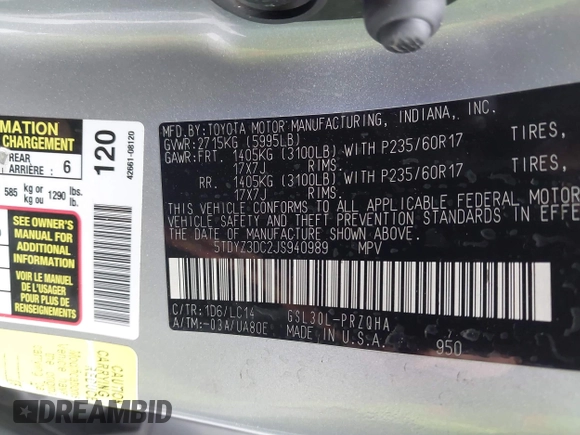 MFD.BY:TOYOTA MOTOR MANUFACTURING, INDIANA, INC.
GVWR:2715KG (5995LB)
GAWR:FRT. 1405KG (3100LB) WITH P235/60R17 TIRES,
17X7J RIMS.
RR. 1405KG (3100LB) WITH P235/60R17 TIRES,
17X7J RIMS.
THIS VEHICLE CONFORMS TO ALL APPLICABLE FEDERAL MOTOR
VEHICLE SAFETY AND THEFT PREVENTION STANDARDS IN EFFE
THE DATE OF MANUFACTURE SHOWN ABOVE.
5TDYZ3DC2JS940989 MPV
C/TR:1D6/LC14 GSL30L-PRZQHA
A/TM:-03A/UA80E MADE IN U.S.A. 950
MATION
CHARGEMENT
REAR
ARRIÈRE 6
585 kg or 1290 lbs.
kg ou lb.
120
42661-08120
SEE OWNER'S
MANUAL FOR
ADDITIONAL
INFORMATION
VOIR LE MANUEL
DE L'USAGER
POUR PLUS DE
RENSEIGNEMENTS
CARRYING
DREAMBID